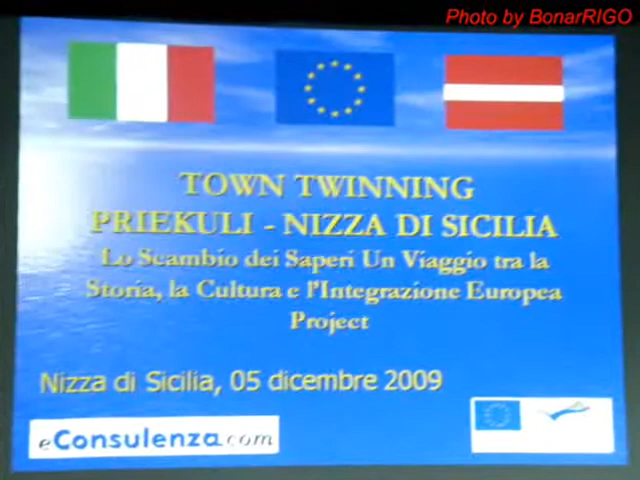 Photo by BonarRIGO
TOWN TWINNING
PRIEKULI - NIZZA DI SICILIA
Lo Scambio dei Saperi Un Viaggio tra la
Storia, la Cultura e l'Integrazione Europea
Project
Nizza di Sicilia, 05 dicembre 2009
eConsulenza.com